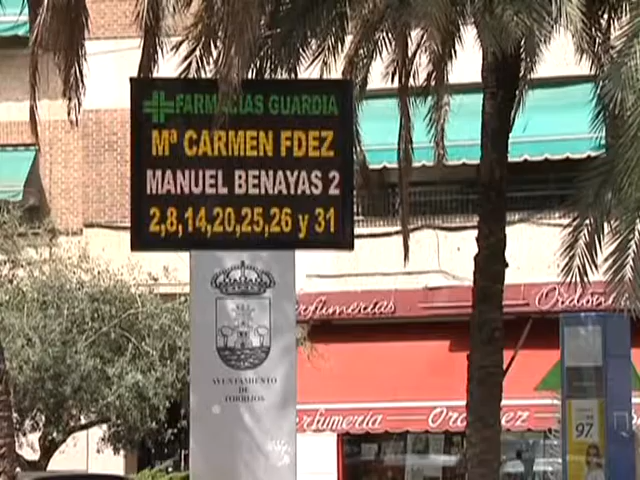 FARMACIAS GUARDIA
Mª CARMEN FDEZ
MANUEL BENAYAS 2
2,8,14,20,25,26 y 31
AYUNTAMIENTO
DE
TORRIJOS
Perfumerías
Perfumería
97